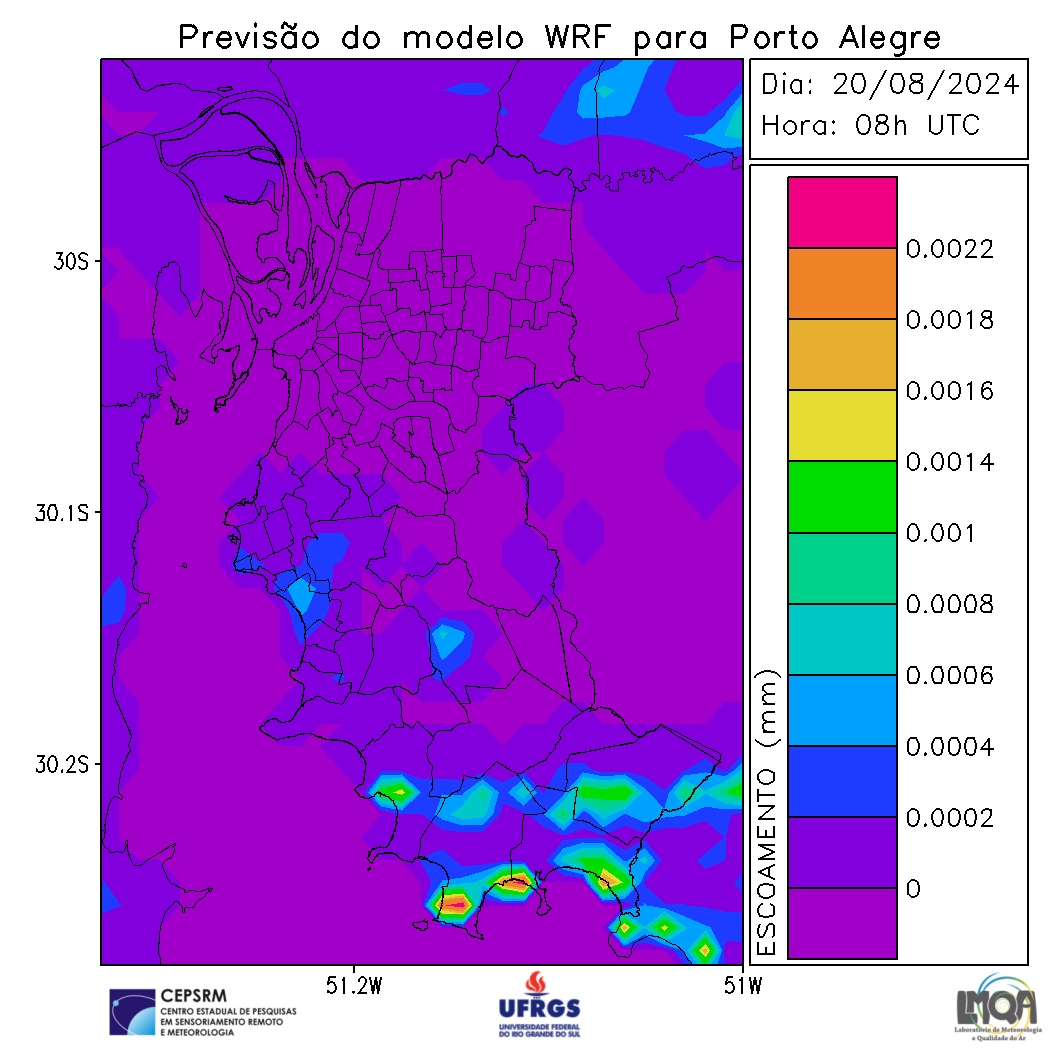 Previsão do modelo WRF para Porto Alegre
Dia: 20/08/2024
Hora: 08h UTC
30S
30.1S
30.2S
51.2W
51W
ESCOAMENTO (mm)
0.0022
0.0018
0.0016
0.0014
0.001
0.0008
0.0006
0.0004
0.0002
0
CEPSRM
CENTRO ESTADUAL DE PESQUISAS
EM SENSORIAMENTO REMOTO
E METEOROLOGIA
UFRGS
UNIVERSIDADE FEDERAL
DO RIO GRANDE DO SUL
LMQA
Laboratório de Meteorologia
e Qualidade do Ar